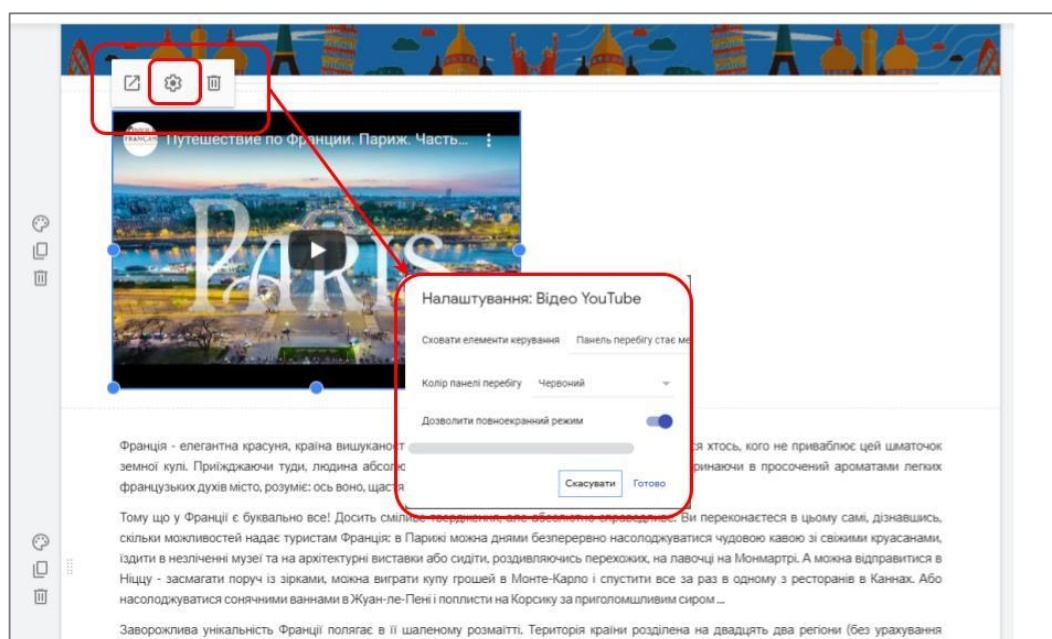 Путешествие по Франции. Париж. Часть...
PARIS
Налаштування: Відео YouTube
Сховати елементи керування Панель перебігу стає ме
Колір панелі перебігу Червоний
Дозволити повноекранний режим
Скасувати Готово
Франція - елегантна красуня, країна вишуканост ся хтось, кого не приваблює цей шматочок
земної кулі. Приїжджаючи туди, людина абсолю ринаючи в просочений ароматами легких
французьких духів місто, розуміє: ось воно, щастя
Тому що у Франції є буквально все! Досить сміливе твердження, але абсолютно справедливе. Ви переконаєтеся в цьому самі, дізнавшись,
скільки можливостей надає туристам Франція: в Парижі можна днями безперервно насолоджуватися чудовою кавою зі свіжими круасанами,
їздити в незліченні музеї та на архітектурні виставки або сидіти, роздивляючись перехожих, на лавочці на Монмартрі. А можна відправитися в
Ніццу - засмагати поруч із зірками, можна виграти купу грошей в Монте-Карло і спустити все за раз в одному з ресторанів в Каннах. Або
насолоджуватися сонячними ваннами в Жуан-ле-Пені і поплисти на Корсику за приголомшливим сиром ...
Заворожлива унікальність Франції полягає в її шаленому розмаїтті. Територія країни розділена на двадцять два регіони (без урахування